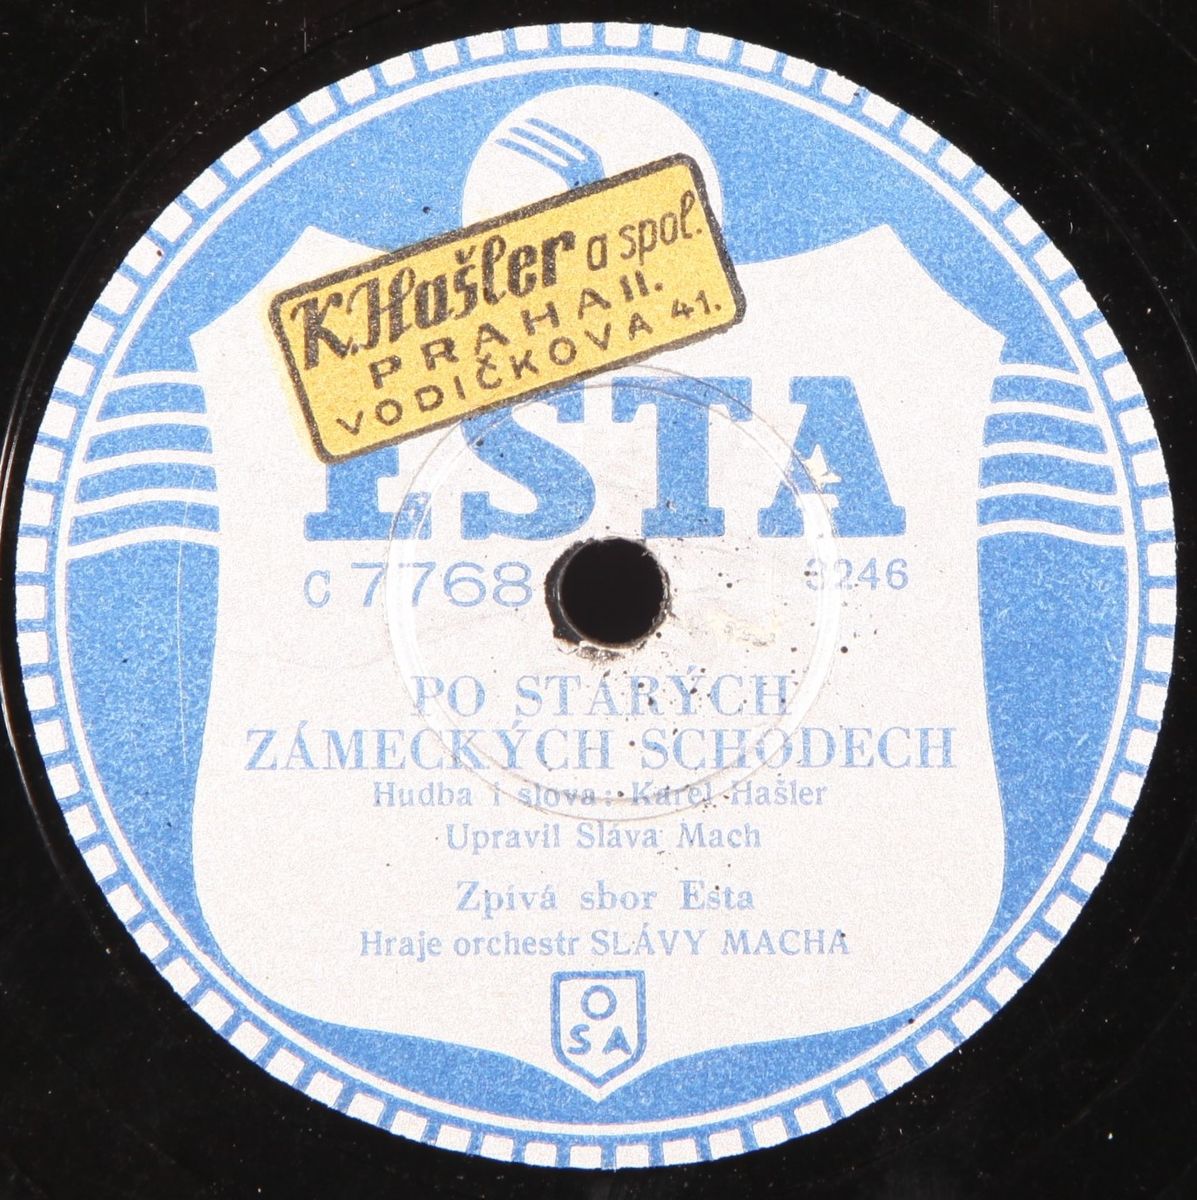 K. Hašler a spol.
PRAHA II.
VODIČKOVA 41.
ESTA
C 7768 3246
PO STARÝCH
ZÁMECKÝCH SCHODECH
Hudba i slova: Karel Hašler
Upravil Sláva Mach
Zpívá sbor Esta
Hraje orchestr SLÁVY MACHA
OSA